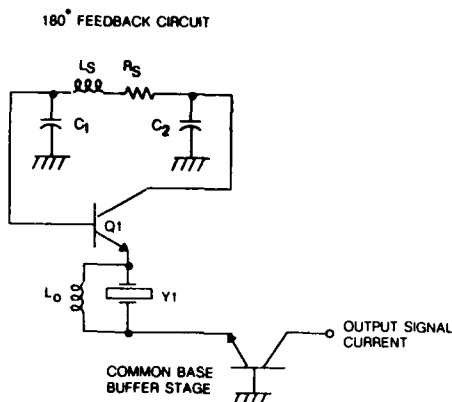 180° FEEDBACK CIRCUIT
LS RS
C1 C2
Q1
Lo Y1
OUTPUT SIGNAL
CURRENT
COMMON BASE
BUFFER STAGE